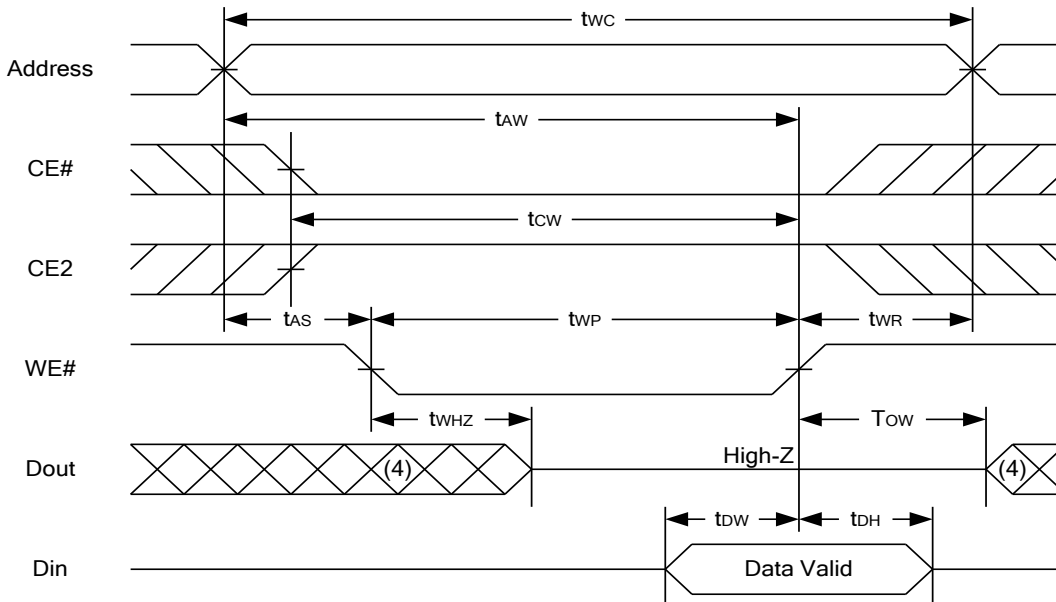 twc
Address
tAW
CE#
tCW
CE2
tAS
tWP
tWR
WE#
tWHZ
TOW
Dout
(4)
High-Z
(4)
tDW
tDH
Din
Data Valid